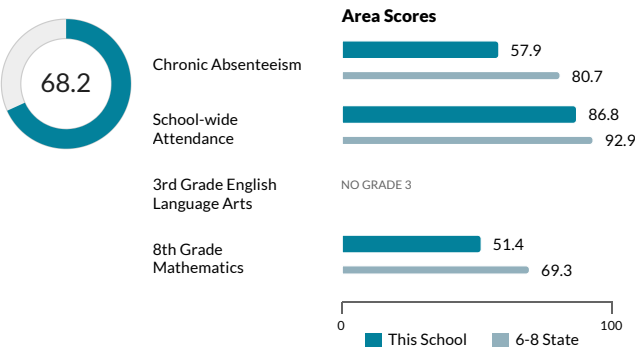 Area Scores
68.2
Chronic Absenteeism
57.9
80.7
School-wide
Attendance
86.8
92.9
3rd Grade English
Language Arts
NO GRADE 3
8th Grade
Mathematics
51.4
69.3
0
100
This School
6-8 State